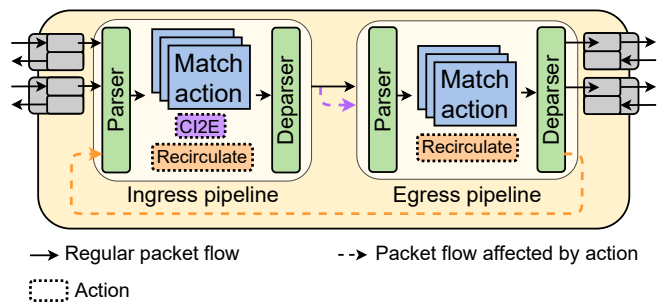 Parser
Match
action
CI2E
Recirculate
Deparser
Ingress pipeline
Parser
Match
action
Recirculate
Deparser
Egress pipeline
Regular packet flow
Packet flow affected by action
Action